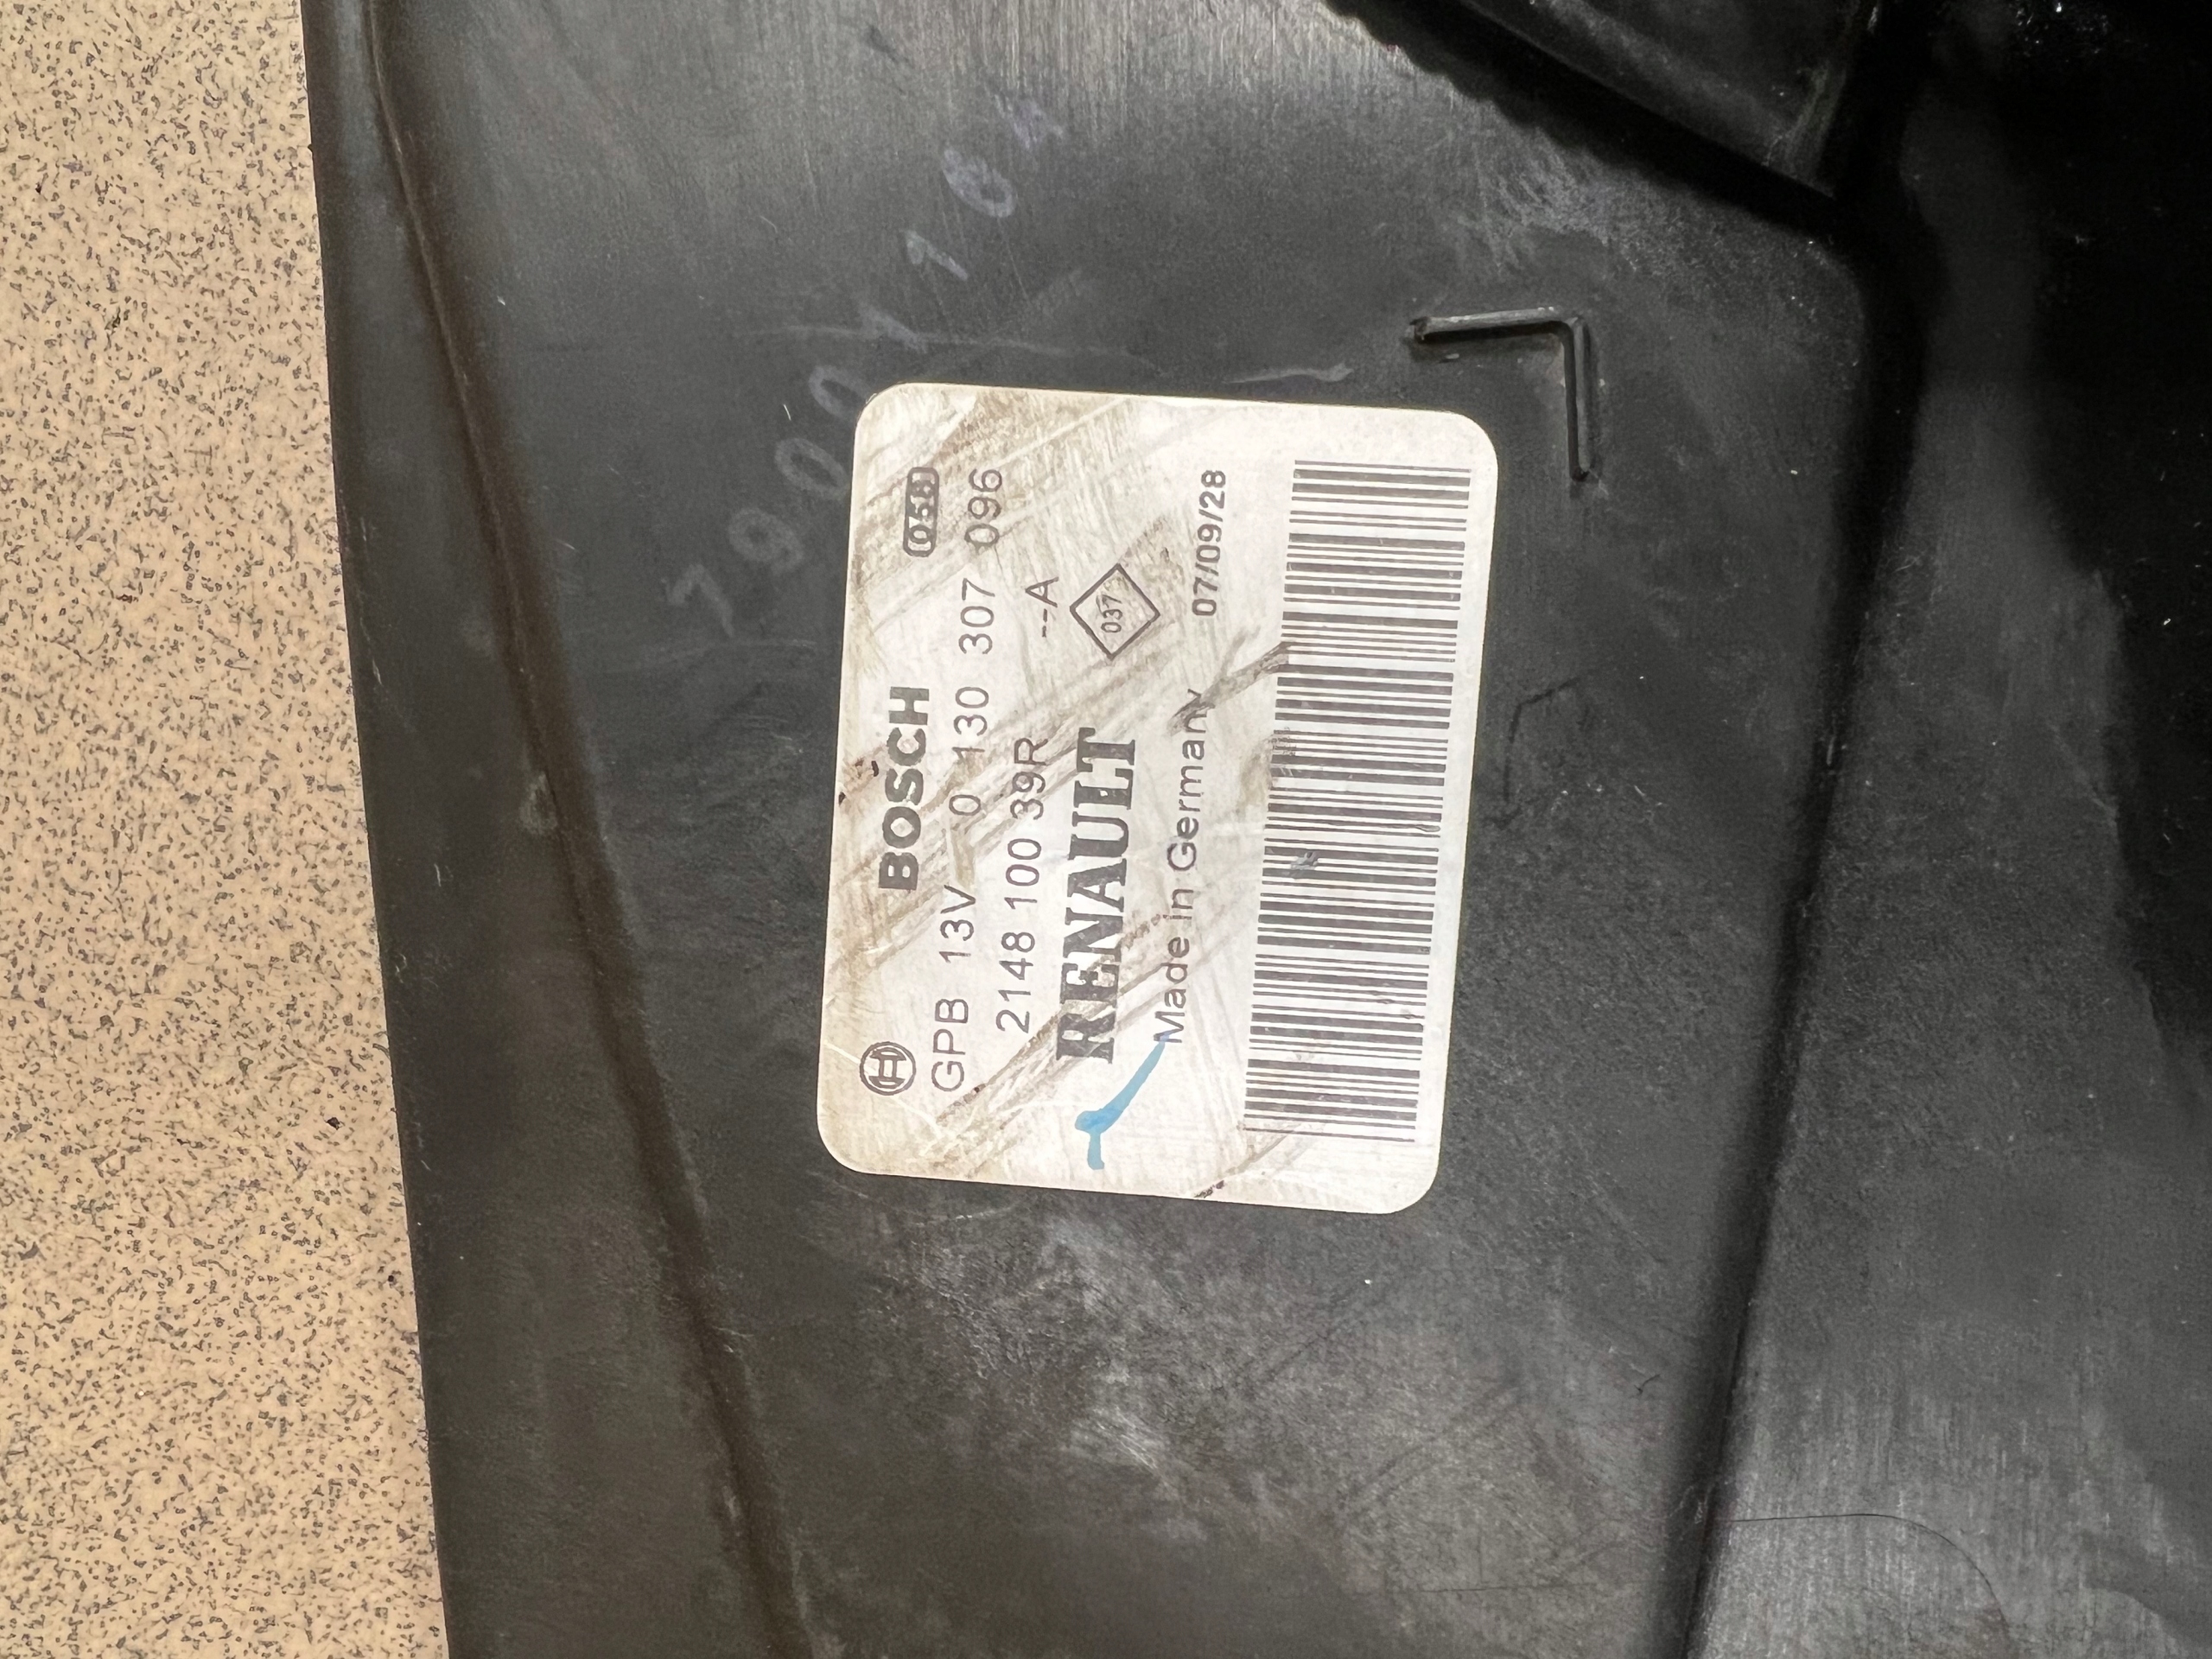 BOSCH 058
GPB 13V 0 130 307 096
2148 100 39R --A
RENAULT 037
Made in Germany 07/09/28